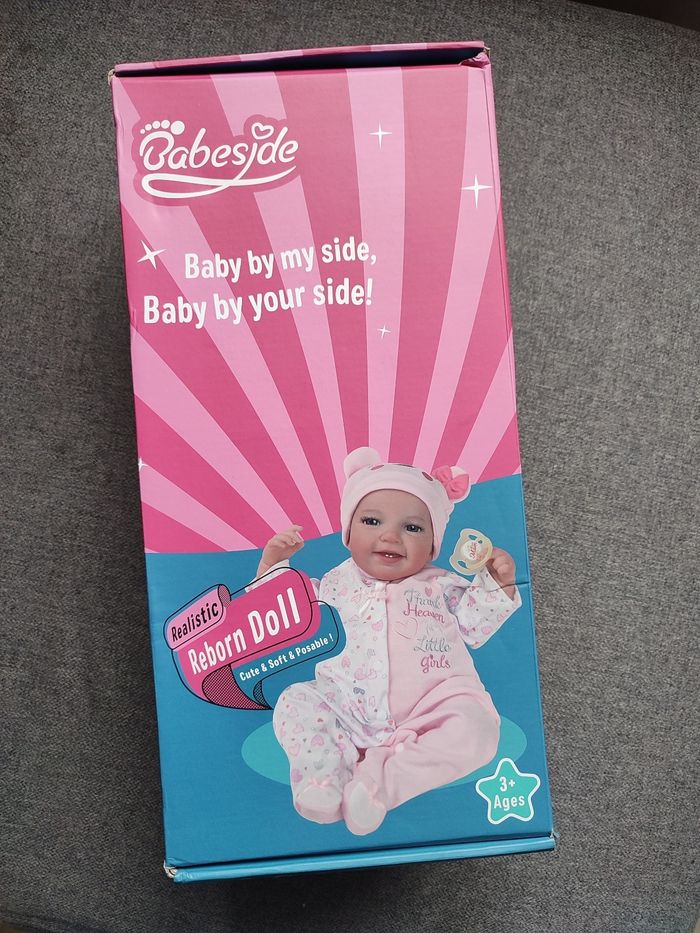 Babeside
Baby by my side,
Baby by your side!
Realistic
Reborn Doll
Cute & Soft & Posable!
Thank
Heaven
Little
girls
3+
Ages